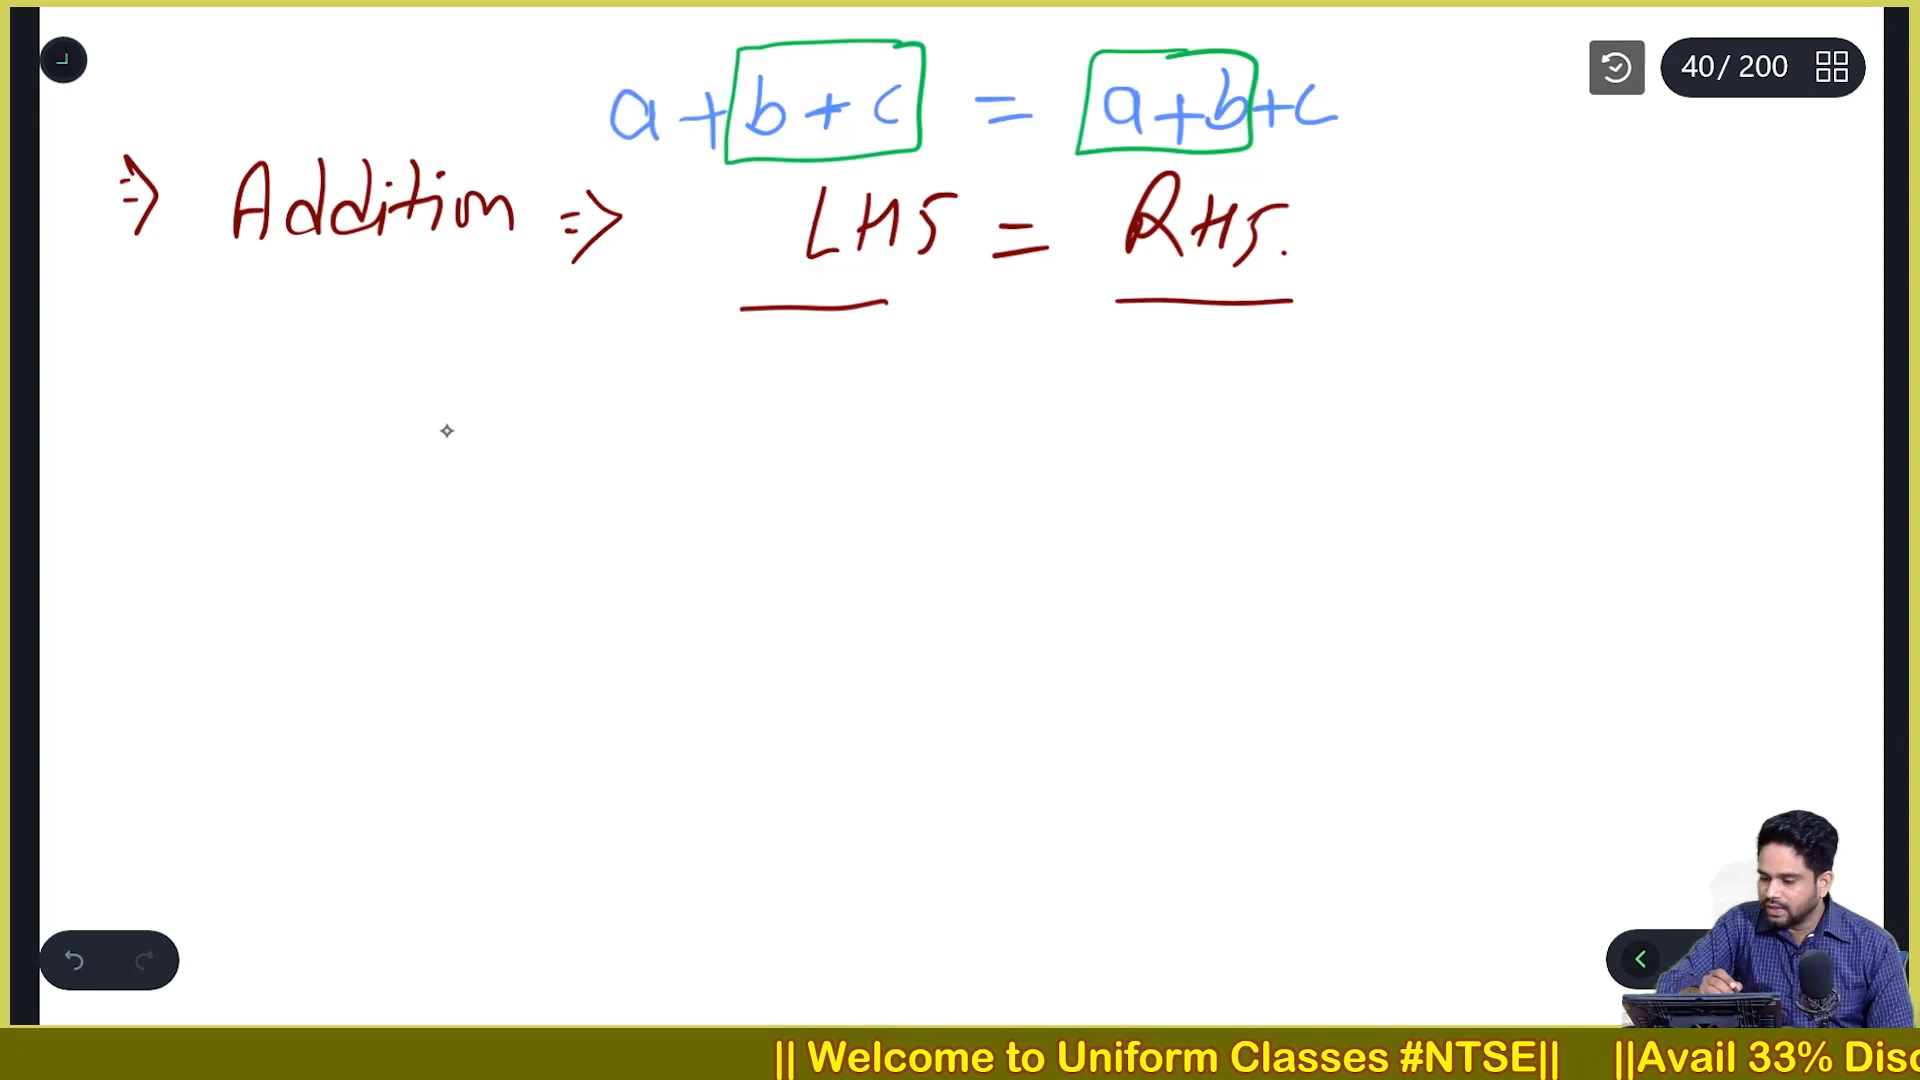 a + b + c = a + b + c
40/ 200
⇒ Addition ⇒ LHS = RHS.
|| Welcome to Uniform Classes #NTSE|| ||Avail 33% Disc